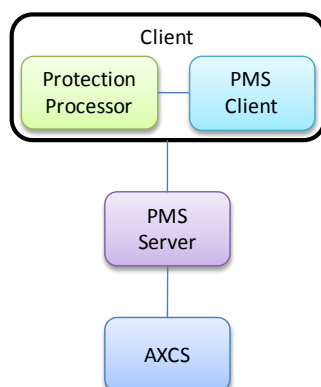 Client
Protection
Processor
PMS
Client
PMS
Server
AXCS